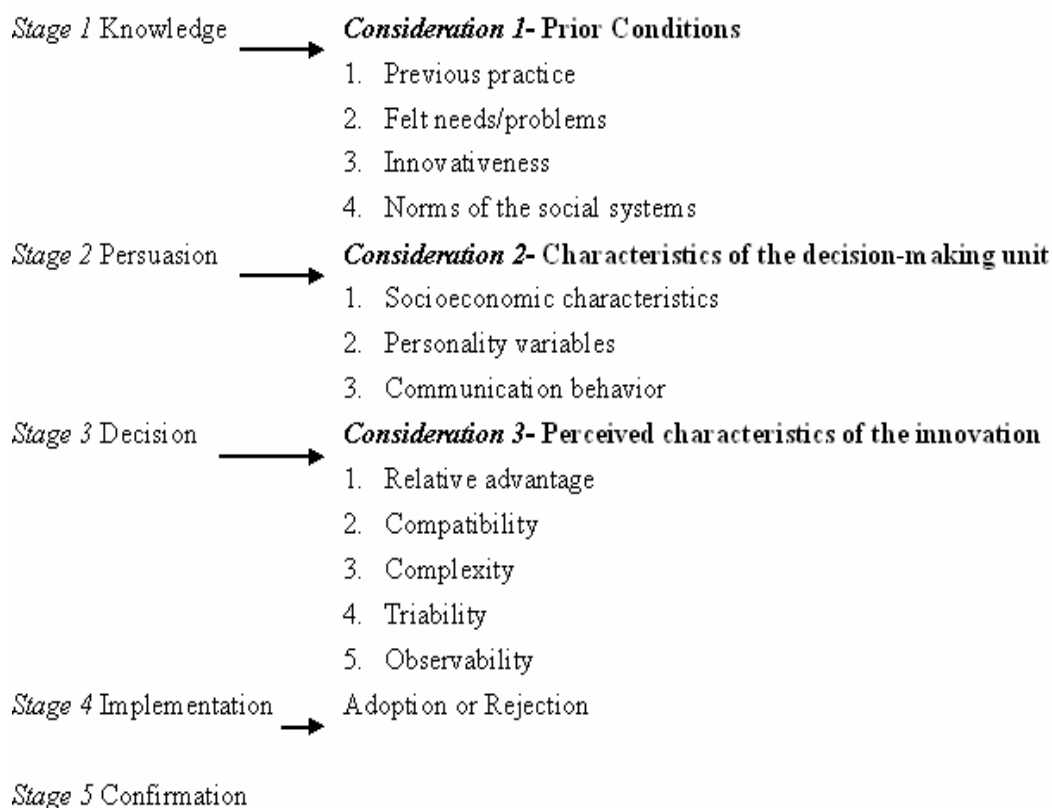 Stage 1 Knowledge Consideration 1- Prior Conditions
1. Previous practice
2. Felt needs/problems
3. Innovativeness
4. Norms of the social systems
Stage 2 Persuasion Consideration 2- Characteristics of the decision-making unit
1. Socioeconomic characteristics
2. Personality variables
3. Communication behavior
Stage 3 Decision Consideration 3- Perceived characteristics of the innovation
1. Relative advantage
2. Compatibility
3. Complexity
4. Triability
5. Observability
Stage 4 Implementation Adoption or Rejection
Stage 5 Confirmation